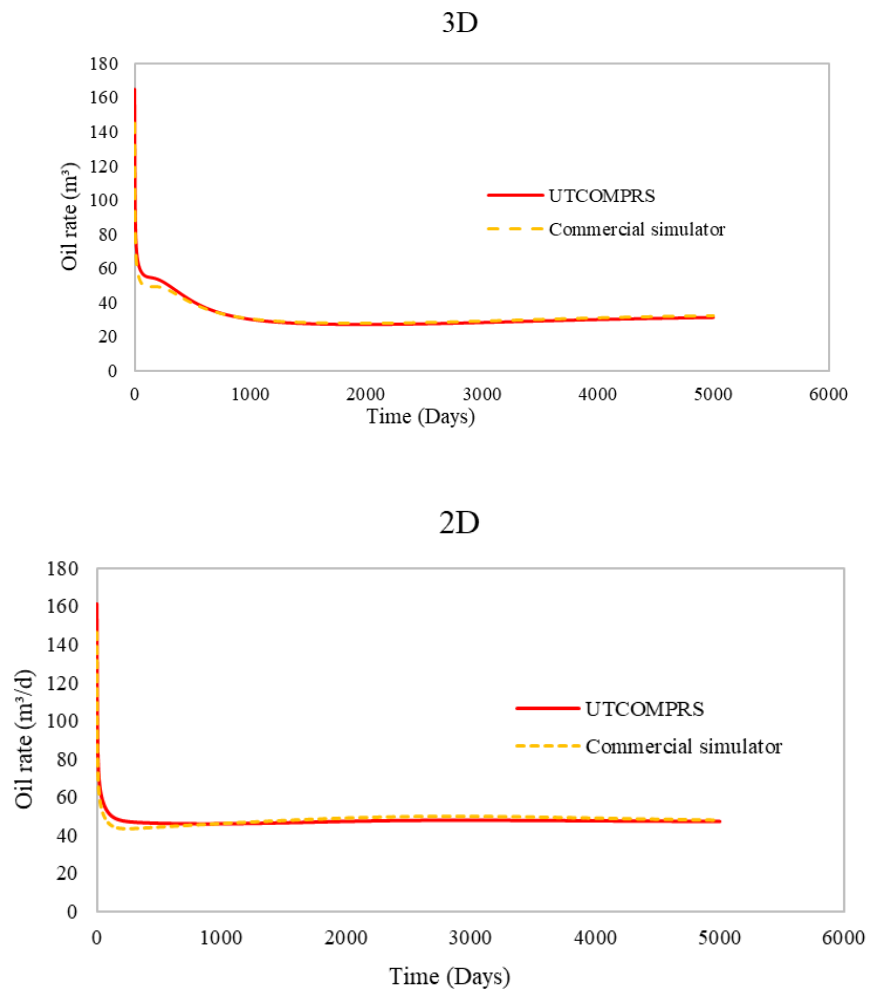 3D
180
160
140
120
100
80
60
40
20
0
Oil rate (m³)
UTCOMPRS
Commercial simulator
0 1000 2000 3000 4000 5000 6000
Time (Days)
2D
180
160
140
120
100
80
60
40
20
0
Oil rate (m³/d)
UTCOMPRS
Commercial simulator
0 1000 2000 3000 4000 5000 6000
Time (Days)